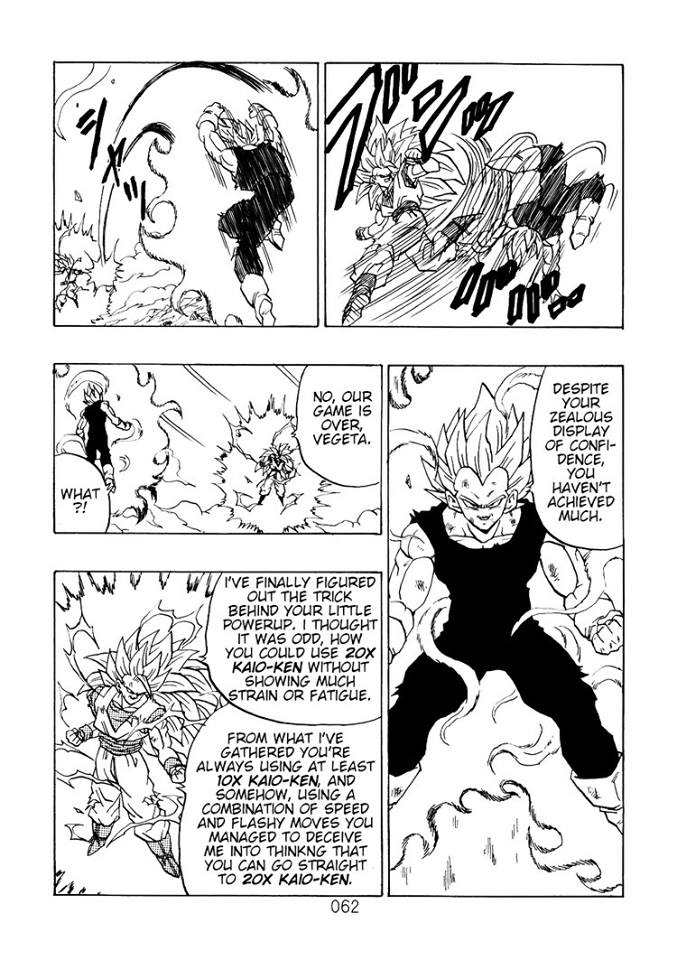 DESPITE
YOUR
ZEALOUS
DISPLAY
OF CONFI-
DENCE,
YOU
HAVEN'T
ACHIEVED
MUCH.
NO, OUR
GAME IS
OVER,
VEGETA.
WHAT
?!
I'VE FINALLY FIGURED
OUT THE TRICK
BEHIND YOUR LITTLE
POWERUP. I THOUGHT
IT WAS ODD, HOW
YOU COULD USE 20X
KAIO-KEN WITHOUT
SHOWING MUCH
STRAIN OR FATIGUE.
FROM WHAT I'VE
GATHERED YOU'RE
ALWAYS USING AT LEAST
10X KAIO-KEN, AND
SOMEHOW, USING A
COMBINATION OF SPEED
AND FLASHY MOVES YOU
MANAGED TO DECEIVE
ME INTO THINKNG THAT
YOU CAN GO STRAIGHT
TO 20X KAIO-KEN.
062